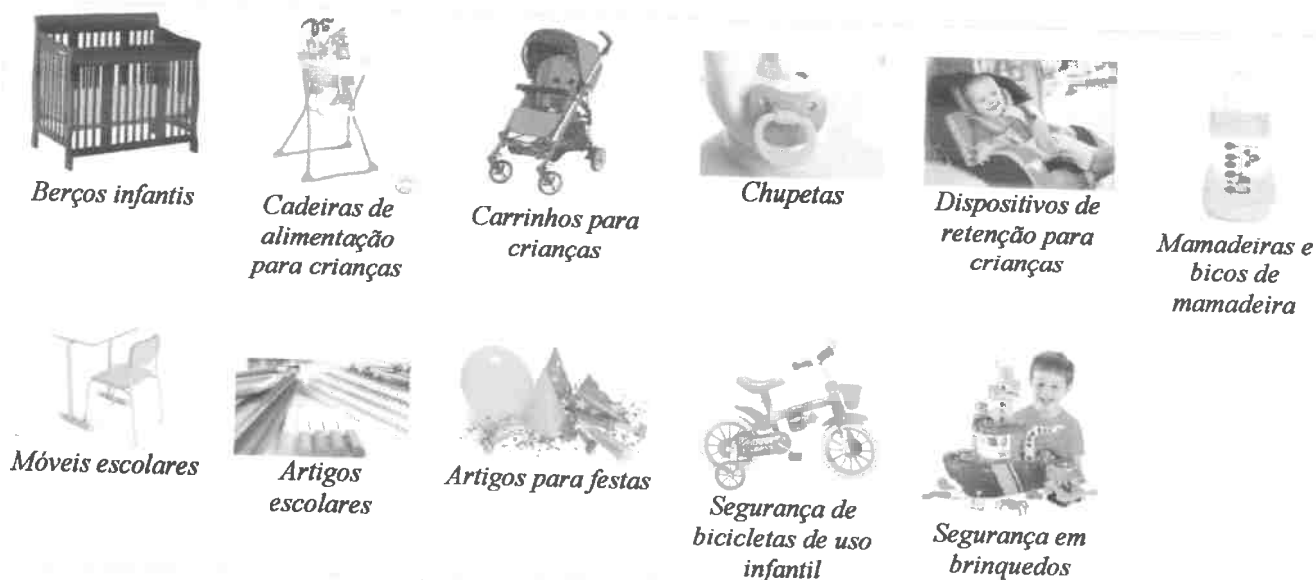 Berços infantis
Cadeiras de
alimentação
para crianças
Carrinhos para
crianças
Chupetas
Dispositivos de
retenção para
crianças
Mamadeiras e
bicos de
mamadeira
Móveis escolares
Artigos
escolares
Artigos para festas
Segurança de
bicicletas de uso
infantil
Segurança em
brinquedos